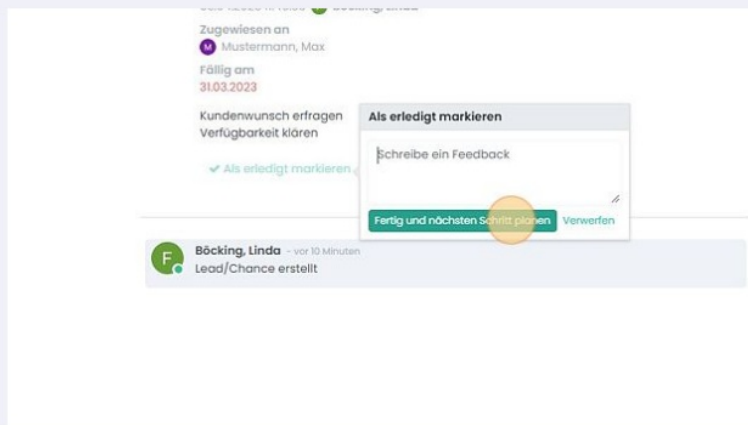 Zugewiesen an
M Mustermann, Max
Fällig am
31.03.2023
Kundenwunsch erfragen
Verfügbarkeit klären
Als erledigt markieren
Als erledigt markieren
Schreibe ein Feedback
Fertig und nächsten Schritt planen Verwerfen
F Böcking, Linda - vor 10 Minuten
Lead/Chance erstellt